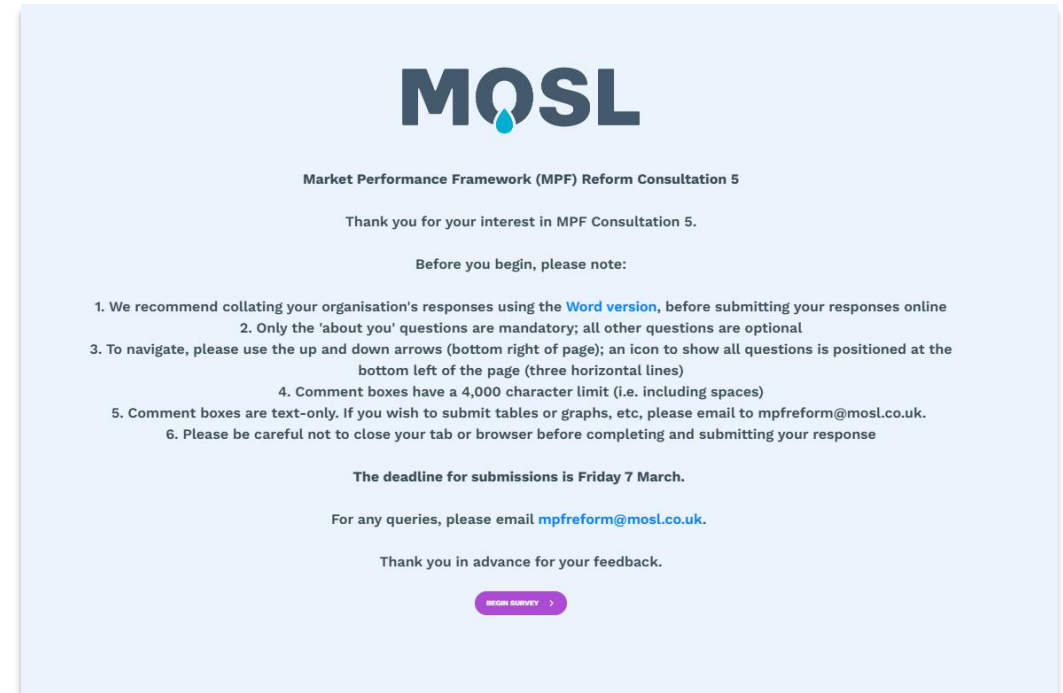 MOSL
Market Performance Framework (MPF) Reform Consultation 5
Thank you for your interest in MPF Consultation 5.
Before you begin, please note:
1. We recommend collating your organisation's responses using the Word version, before submitting your responses online
2. Only the 'about you' questions are mandatory; all other questions are optional
3. To navigate, please use the up and down arrows (bottom right of page); an icon to show all questions is positioned at the
bottom left of the page (three horizontal lines)
4. Comment boxes have a 4,000 character limit (i.e. including spaces)
5. Comment boxes are text-only. If you wish to submit tables or graphs, etc, please email to mpfreform@mosl.co.uk.
6. Please be careful not to close your tab or browser before completing and submitting your response
The deadline for submissions is Friday 7 March.
For any queries, please email mpfreform@mosl.co.uk.
Thank you in advance for your feedback.
BEGIN SURVEY